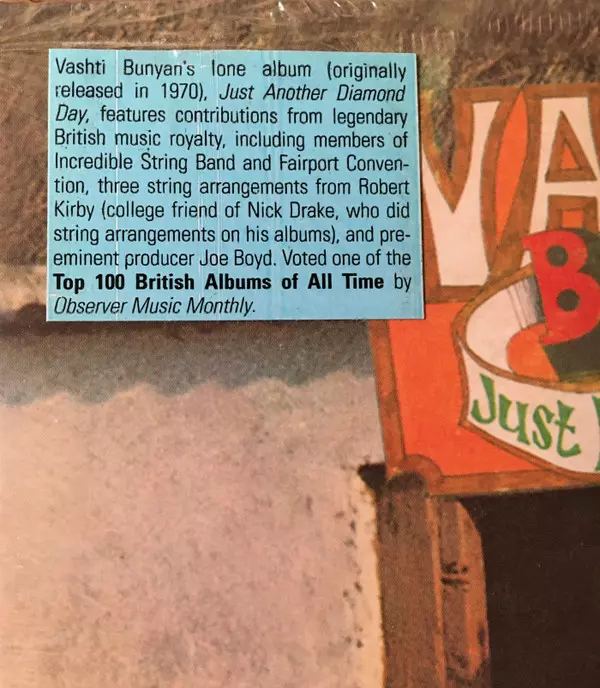 Vashti Bunyan's lone album (originally
released in 1970), Just Another Diamond
Day, features contributions from legendary
British music royalty, including members of
Incredible String Band and Fairport Conven-
tion, three string arrangements from Robert
Kirby (college friend of Nick Drake, who did
string arrangements on his albums), and pre-
eminent producer Joe Boyd. Voted one of the
Top 100 British Albums of All Time by
Observer Music Monthly.
VA
B
Just